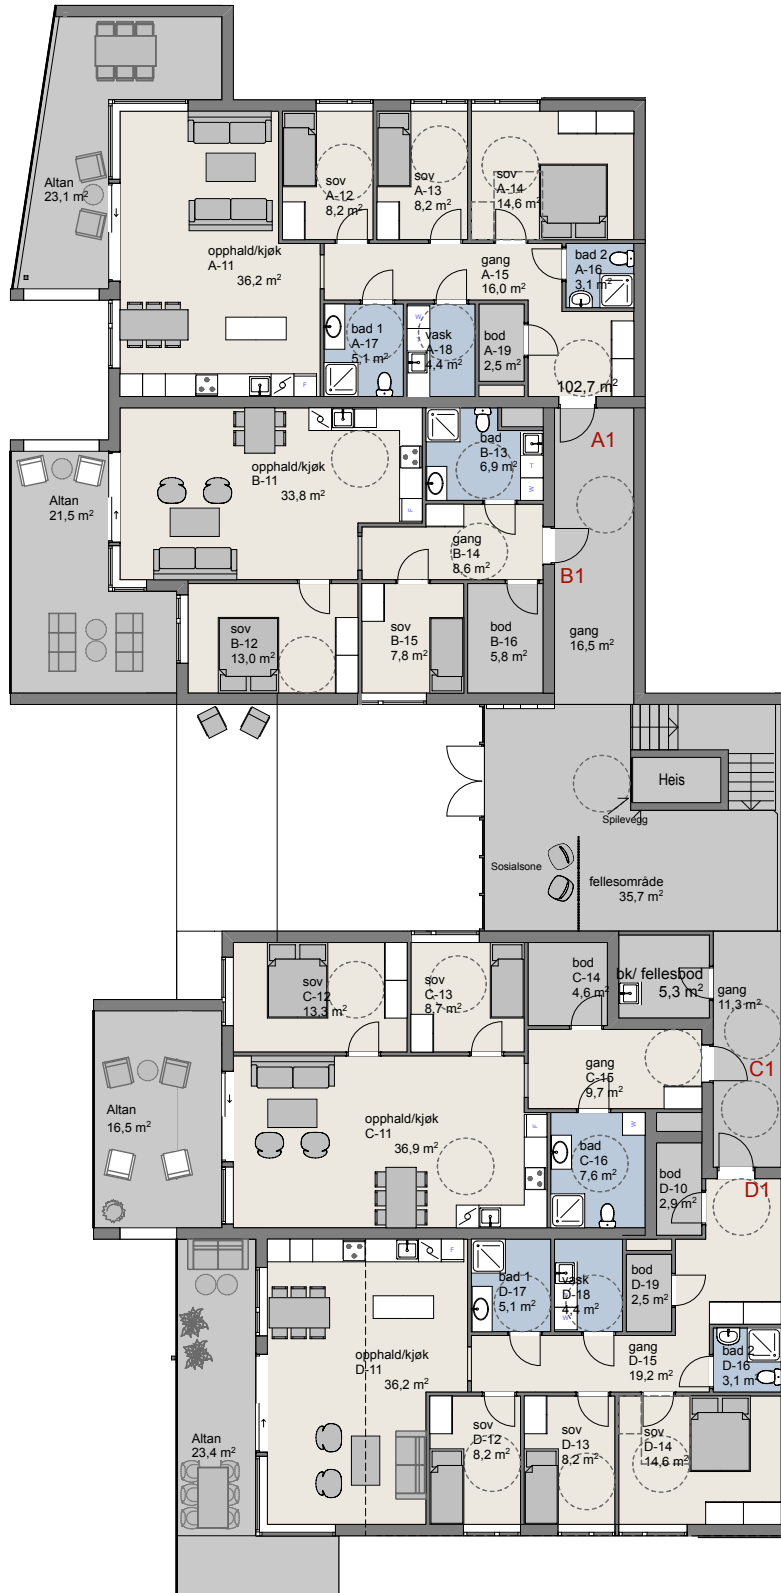 Altan
23,1 m²
sov
A-12
8,2 m²
sov
A-13
8,2 m²
sov
A-14
14,6 m²
opphald/kjøk
A-11
36,2 m²
gang
A-15
16,0 m²
bad 2
A-16
3,1 m²
bad 1
A-17
5,1 m²
W
T
vask
A-18
4,4 m²
bod
A-19
2,5 m²
F
102,7 m²
A1
opphald/kjøk
B-11
33,8 m²
bad
B-13
6,9 m²
T
W
F
Altan
21,5 m²
gang
B-14
8,6 m²
B1
sov
B-12
13,0 m²
sov
B-15
7,8 m²
bod
B-16
5,8 m²
gang
16,5 m²
Heis
Spilevegg
Sosialsone
fellesområde
35,7 m²
sov
C-12
13,3 m²
sov
C-13
8,7 m²
bod
C-14
4,6 m²
bk/ fellesbod
5,3 m²
gang
11,3 m²
gang
C-15
9,7 m²
C1
Altan
16,5 m²
opphald/kjøk
C-11
36,9 m²
F
W
bad
C-16
7,6 m²
bod
D-10
2,9 m²
D1
F
bad 1
D-17
5,1 m²
vask
D-18
4,4 m²
W
bod
D-19
2,5 m²
opphald/kjøk
D-11
36,2 m²
gang
D-15
19,2 m²
bad 2
D-16
3,1 m²
Altan
23,4 m²
sov
D-12
8,2 m²
sov
D-13
8,2 m²
sov
D-14
14,6 m²